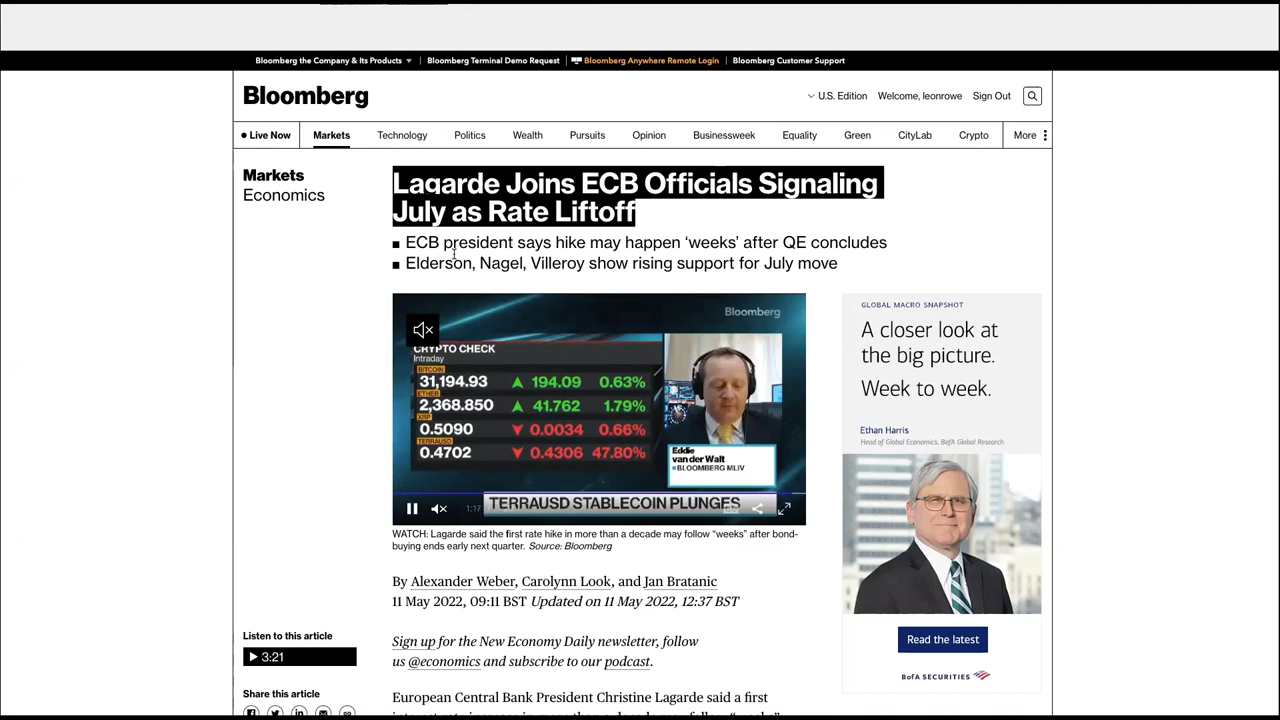 Bloomberg the Company & Its Products
Bloomberg Terminal Demo Request
Bloomberg Anywhere Remote Login
Bloomberg Customer Support
Bloomberg
U.S. Edition
Welcome, leonrowe
Sign Out
Live Now
Markets
Technology
Politics
Wealth
Pursuits
Opinion
Businessweek
Equality
Green
CityLab
Crypto
More
Markets
Economics
Lagarde Joins ECB Officials Signaling
July as Rate Liftoff
ECB president says hike may happen ‘weeks’ after QE concludes
Elderson, Nagel, Villeroy show rising support for July move
Bloomberg
CRYPTO CHECK
Intraday
BITCOIN
31,194.93 194.09 0.63%
ETHER
2,368.850 41.762 1.79%
XRP
0.5090 0.0034 0.66%
TERRAUSD
0.4702 0.4306 47.80%
Eddie
van der Walt
BLOOMBERG MLIV
TERRAUSD STABLECOIN PLUNGES
1:17
WATCH: Lagarde said the first rate hike in more than a decade may follow “weeks” after bond-
buying ends early next quarter. Source: Bloomberg
By Alexander Weber, Carolynn Look, and Jan Bratanic
11 May 2022, 09:11 BST Updated on 11 May 2022, 12:37 BST
Listen to this article
3:21
Share this article
Sign up for the New Economy Daily newsletter, follow
us @economics and subscribe to our podcast.
European Central Bank President Christine Lagarde said a first
GLOBAL MACRO SNAPSHOT
A closer look at
the big picture.
Week to week.
Ethan Harris
Head of Global Economics, BofA Global Research
Read the latest
BofA SECURITIES